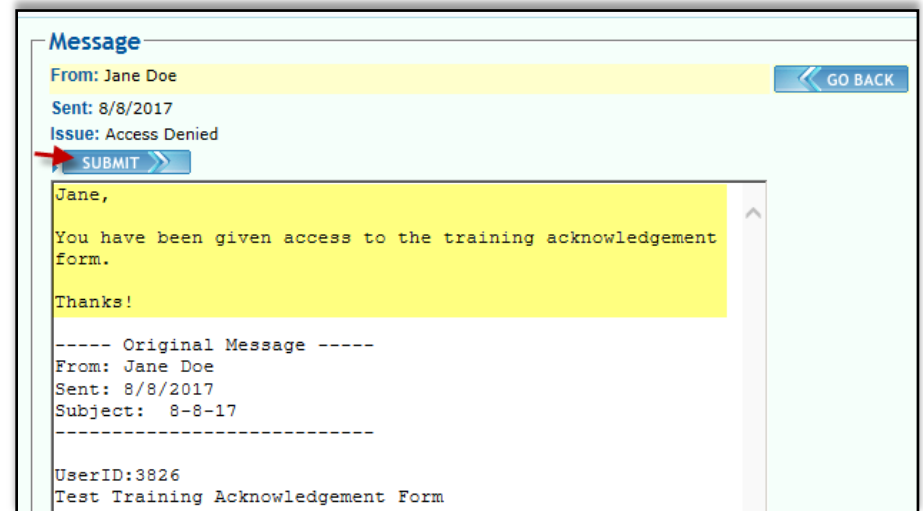 Message
From: Jane Doe
GO BACK
Sent: 8/8/2017
Issue: Access Denied
SUBMIT
Jane,
You have been given access to the training acknowledgement
form.
Thanks!
----- Original Message -----
From: Jane Doe
Sent: 8/8/2017
Subject:  8-8-17
----------------------------
UserID:3826
Test Training Acknowledgement Form